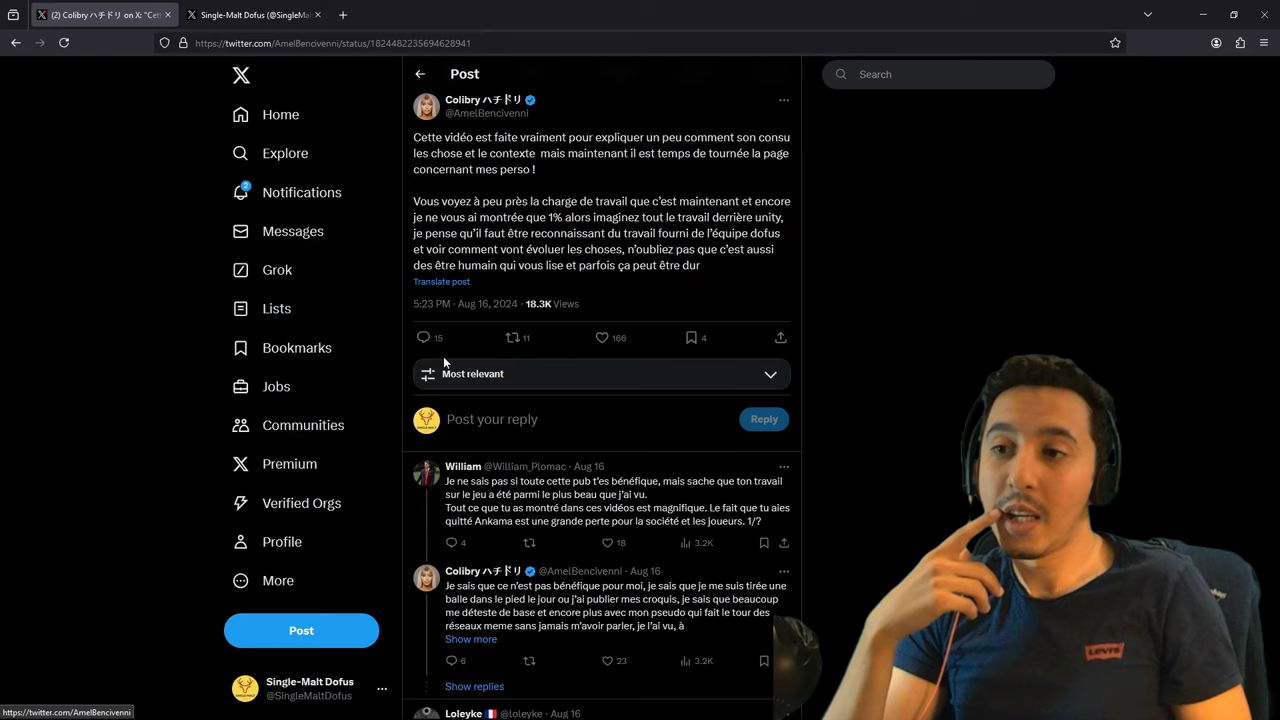 (2) Colibry ハチドリ on X: "Cett
Single-Malt Dofus (@SingleMal
https://twitter.com/AmelBencivenni/status/1824482235694628941
Home
Explore
2
Notifications
Messages
Grok
Lists
Bookmarks
Jobs
Communities
Premium
Verified Orgs
Profile
More
Post
Single-Malt Dofus
@SingleMaltDofus
https://twitter.com/AmelBencivenni
Post
Colibry ハチドリ
@AmelBencivenni
Cette vidéo est faite vraiment pour expliquer un peu comment son consu
les chose et le contexte mais maintenant il est temps de tournée la page
concernant mes perso !
Vous voyez à peu près la charge de travail que c'est maintenant et encore
je ne vous ai montrée que 1% alors imaginez tout le travail derrière unity,
je pense qu'il faut être reconnaissant du travail fourni de l'équipe dofus
et voir comment vont évoluer les choses, n'oubliez pas que c'est aussi
des être humain qui vous lise et parfois ça peut être dur
Translate post
5:23 PM · Aug 16, 2024 · 18.3K Views
15 11 166 4
Most relevant
Post your reply
Reply
William @William_Plomac · Aug 16
Je ne sais pas si toute cette pub t'es bénéfique, mais sache que ton travail
sur le jeu a été parmi le plus beau que j'ai vu.
Tout ce que tu as montré dans ces vidéos est magnifique. Le fait que tu aies
quitté Ankama est une grande perte pour la société et les joueurs. 1/?
4 18 3.2K
Colibry ハチドリ @AmelBencivenni · Aug 16
Je sais que ce n'est pas bénéfique pour moi, je sais que je me suis tirée une
balle dans le pied le jour ou j'ai publier mes croquis, je sais que beaucoup
me déteste de base et encore plus avec mon pseudo qui fait le tour des
réseaux meme sans jamais m'avoir parler, je l'ai vu, à
Show more
6 23 3.2K
Show replies
Loleyke @loleyke · Aug 16
Search
LEVI'S